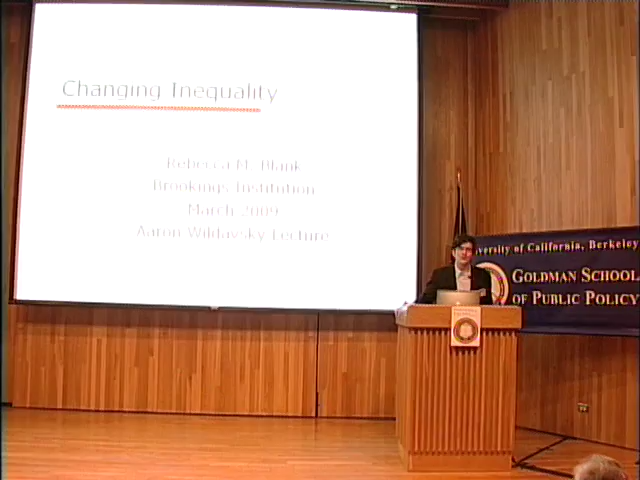 Changing Inequality
Rebecca M. Blank
Brookings Institution
March 2009
Aaron Wildavsky Lecture
University of California, Berkeley
GOLDMAN SCHOOL
OF PUBLIC POLICY